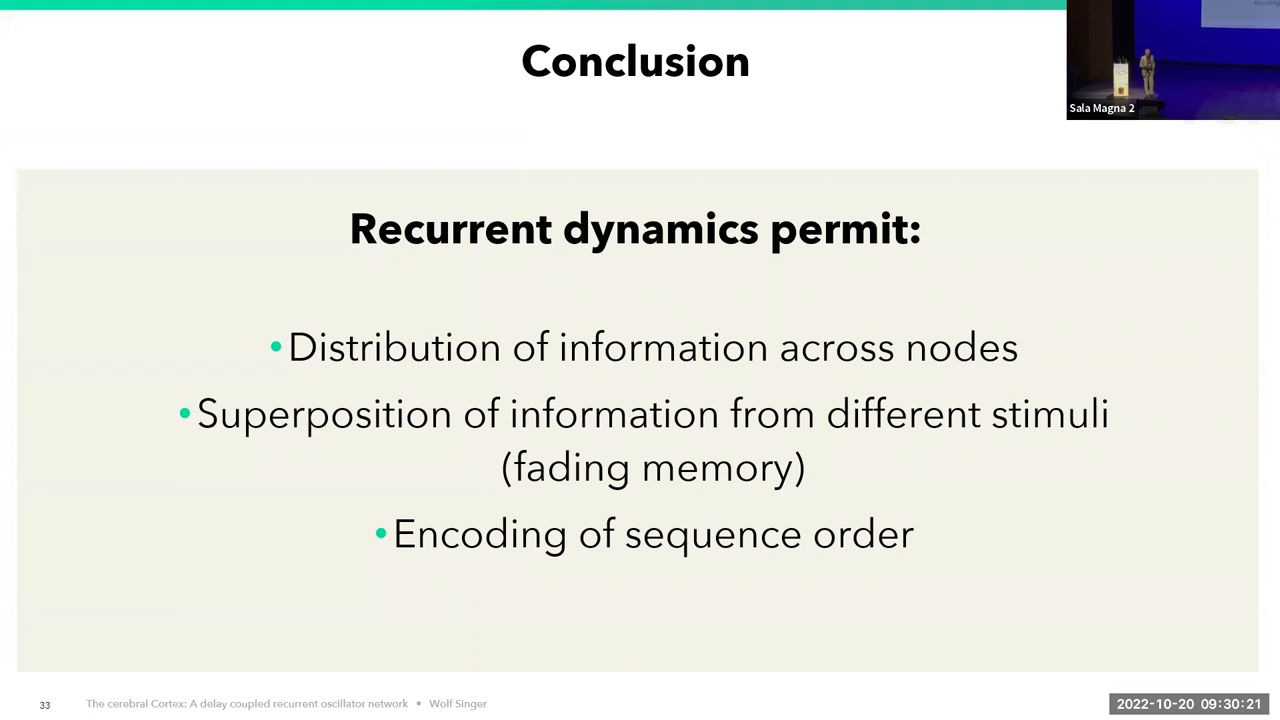 Conclusion
Sala Magna 2
Recurrent dynamics permit:
•Distribution of information across nodes
•Superposition of information from different stimuli
(fading memory)
•Encoding of sequence order
33 The cerebral Cortex: A delay coupled recurrent oscillator network • Wolf Singer
2022-10-20 09:30:21